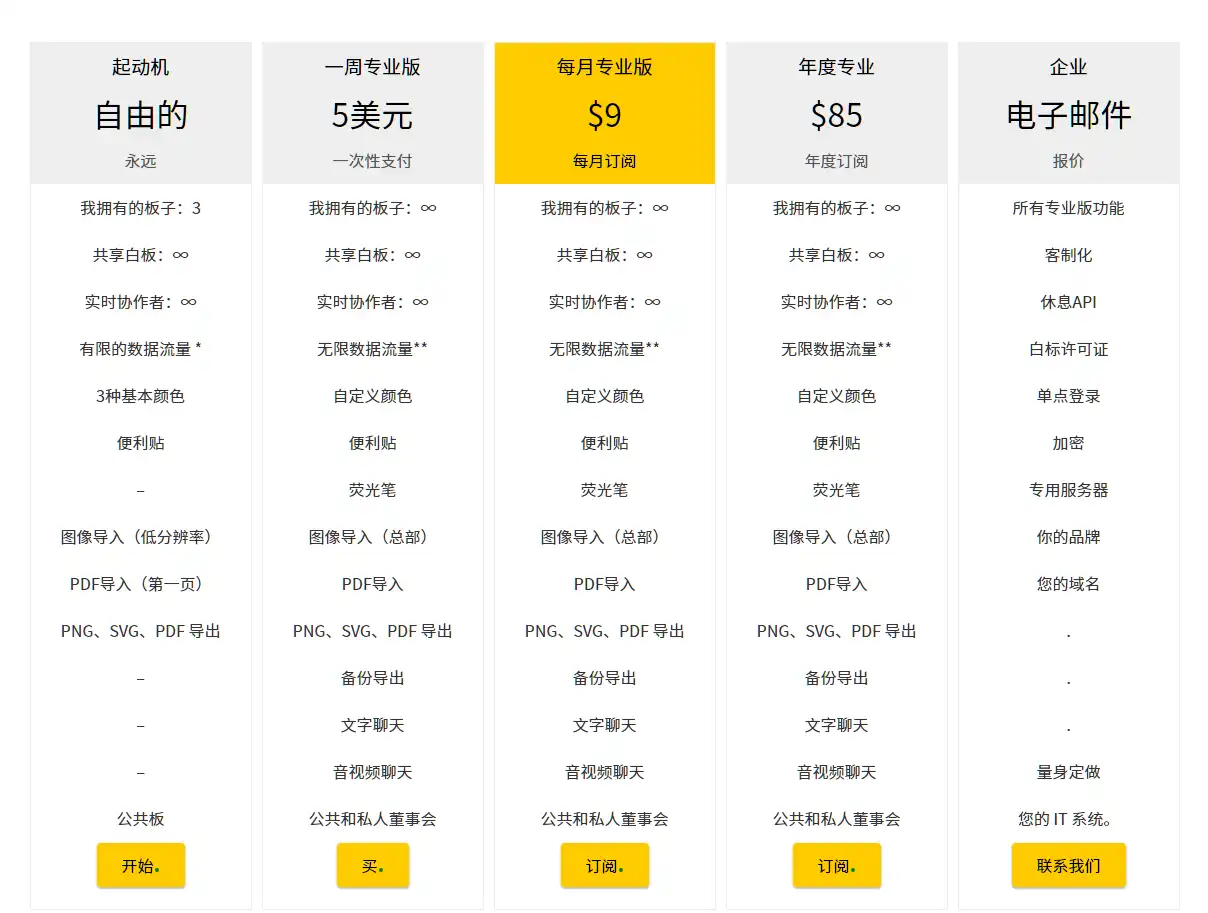 起动机
自由的
永远
我拥有的板子：3
共享白板：∞
实时协作者：∞
有限的数据流量 *
3种基本颜色
便利贴
–
图像导入（低分辨率）
PDF导入（第一页）
PNG、SVG、PDF 导出
–
–
–
公共板
开始.
一周专业版
5美元
一次性支付
我拥有的板子：∞
共享白板：∞
实时协作者：∞
无限数据流量**
自定义颜色
便利贴
荧光笔
图像导入（总部）
PDF导入
PNG、SVG、PDF 导出
备份导出
文字聊天
音视频聊天
公共和私人董事会
买.
每月专业版
$9
每月订阅
我拥有的板子：∞
共享白板：∞
实时协作者：∞
无限数据流量**
自定义颜色
便利贴
荧光笔
图像导入（总部）
PDF导入
PNG、SVG、PDF 导出
备份导出
文字聊天
音视频聊天
公共和私人董事会
订阅.
年度专业
$85
年度订阅
我拥有的板子：∞
共享白板：∞
实时协作者：∞
无限数据流量**
自定义颜色
便利贴
荧光笔
图像导入（总部）
PDF导入
PNG、SVG、PDF 导出
备份导出
文字聊天
音视频聊天
公共和私人董事会
订阅.
企业
电子邮件
报价
所有专业版功能
客制化
休息API
白标许可证
单点登录
加密
专用服务器
你的品牌
您的域名
.
.
.
量身定做
您的 IT 系统。
联系我们